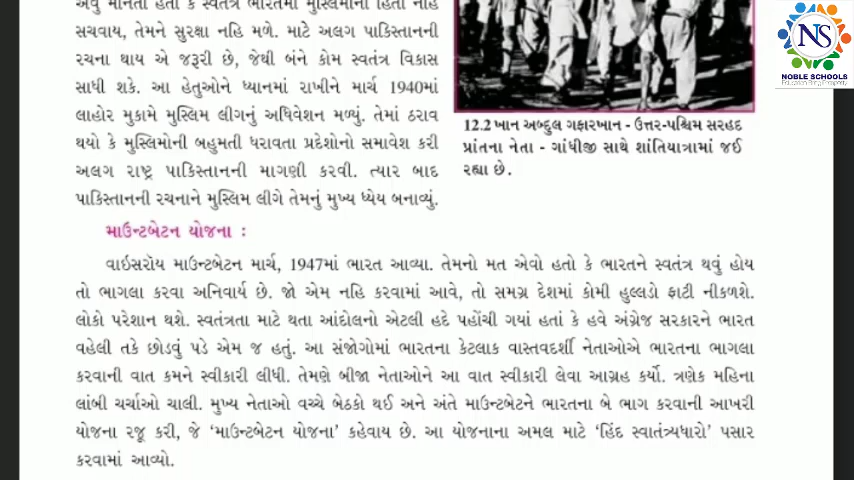 એવું માનતા હતા કે સ્વતંત્ર ભારતમાં મુસ્લિમોના હિતો નહિ
સચવાય, તેમને સુરક્ષા નહિ મળે. માટે અલગ પાકિસ્તાનની
રચના થાય એ જરૂરી છે, જેથી બંને કોમ સ્વતંત્ર વિકાસ
સાધી શકે. આ હેતુઓને ધ્યાનમાં રાખીને માર્ચ 1940માં
લાહોર મુકામે મુસ્લિમ લીગનું અધિવેશન મળ્યું. તેમાં ઠરાવ
થયો કે મુસ્લિમોની બહુમતી ધરાવતા પ્રદેશોનો સમાવેશ કરી
અલગ રાષ્ટ્ર પાકિસ્તાનની માગણી કરવી. ત્યાર બાદ
પાકિસ્તાનની રચનાને મુસ્લિમ લીગે તેમનું મુખ્ય ધ્યેય બનાવ્યું.
12.2 ખાન અબ્દુલ ગફારખાન - ઉત્તર-પશ્ચિમ સરહદ
પ્રાંતના નેતા - ગાંધીજી સાથે શાંતિયાત્રામાં જઈ
રહ્યા છે.
NS
NOBLE SCHOOLS
માઉન્ટબેટન યોજના :
વાઇસરૉય માઉન્ટબેટન માર્ચ, 1947માં ભારત આવ્યા. તેમનો મત એવો હતો કે ભારતને સ્વતંત્ર થવું હોય
તો ભાગલા કરવા અનિવાર્ય છે. જો એમ નહિ કરવામાં આવે, તો સમગ્ર દેશમાં કોમી હુલ્લડો ફાટી નીકળશે.
લોકો પરેશાન થશે. સ્વતંત્રતા માટે થતા આંદોલનો એટલી હદે પહોંચી ગયાં હતાં કે હવે અંગ્રેજ સરકારને ભારત
વહેલી તકે છોડવું પડે એમ જ હતું. આ સંજોગોમાં ભારતના કેટલાક વાસ્તવદર્શી નેતાઓએ ભારતના ભાગલા
કરવાની વાત કમને સ્વીકારી લીધી. તેમણે બીજા નેતાઓને આ વાત સ્વીકારી લેવા આગ્રહ કર્યો. ત્રણેક મહિના
લાંબી ચર્ચાઓ ચાલી. મુખ્ય નેતાઓ વચ્ચે બેઠકો થઈ અને અંતે માઉન્ટબેટને ભારતના બે ભાગ કરવાની આખરી
યોજના રજૂ કરી, જે ‘માઉન્ટબેટન યોજના’ કહેવાય છે. આ યોજનાના અમલ માટે ‘હિંદ સ્વાતંત્ર્યધારો’ પસાર
કરવામાં આવ્યો.